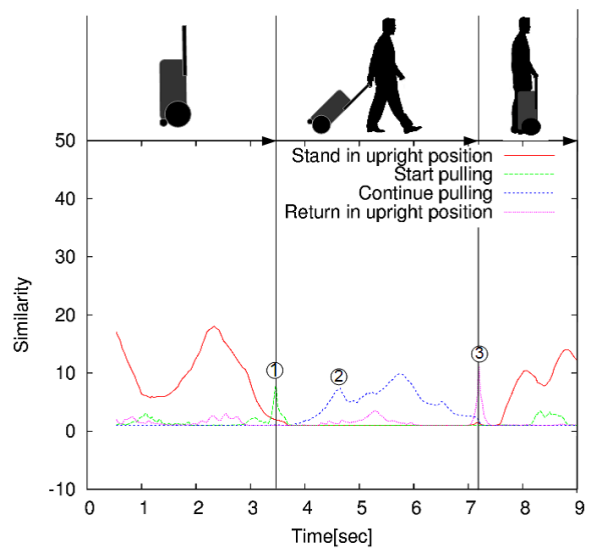 50
40
30
20
10
0
-10
Similarity
Stand in upright position
Start pulling
Continue pulling
Return in upright position
①
②
③
0 1 2 3 4 5 6 7 8 9
Time[sec]